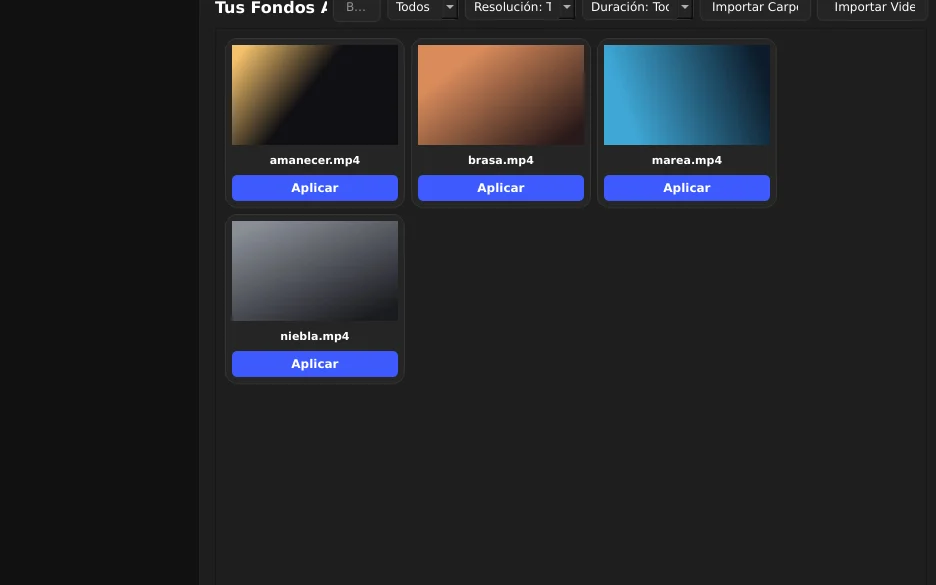 Tus Fondos A
B...
Todos
Resolución: T
Duración: Toc
Importar Carp
Importar Vide
amanecer.mp4
brasa.mp4
marea.mp4
Aplicar
Aplicar
Aplicar
niebla.mp4
Aplicar